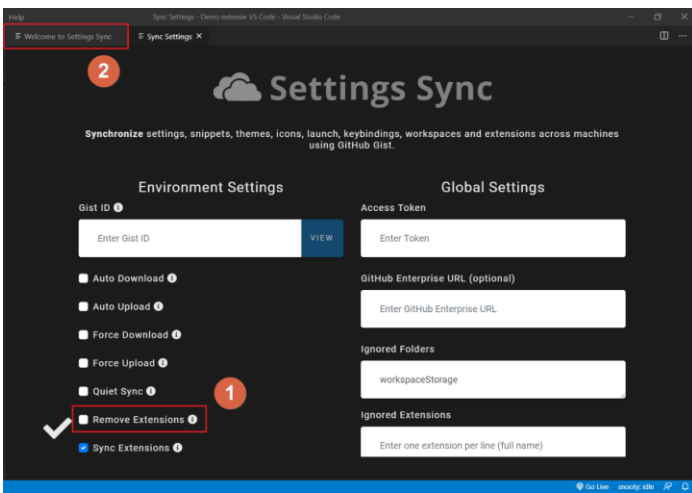 Help
Sync Settings - Demo extensie VS Code - Visual Studio Code
Welcome to Settings Sync
Sync Settings
2
Settings Sync
Synchronize settings, snippets, themes, icons, launch, keybindings, workspaces and extensions across machines
using GitHub Gist.
Environment Settings
Gist ID
Enter Gist ID
VIEW
Auto Download
Auto Upload
Force Download
Force Upload
Quiet Sync
1
Remove Extensions
Sync Extensions
Global Settings
Access Token
Enter Token
GitHub Enterprise URL (optional)
Enter GitHub Enterprise URL
Ignored Folders
workspaceStorage
Ignored Extensions
Enter one extension per line (full name)
Go Live
snooty: idle